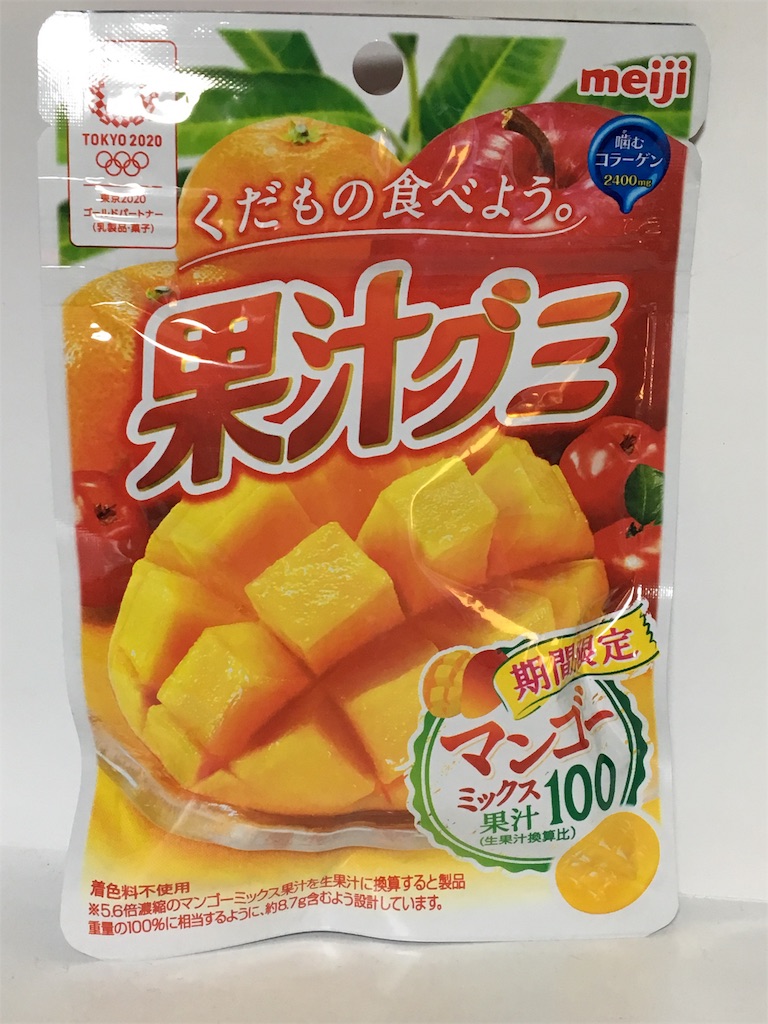 meiji
TOKYO 2020
東京2020
ゴールドパートナー
(乳製品・菓子)
噛む
コラーゲン
2400mg
くだもの食べよう。
果汁グミ
期間限定
マンゴー
ミックス
果汁100
(生果汁換算比)
着色料不使用
※5.6倍濃縮のマンゴーミックス果汁を生果汁に換算すると製品
重量の100%に相当するように、約8.7g含むよう設計しています。